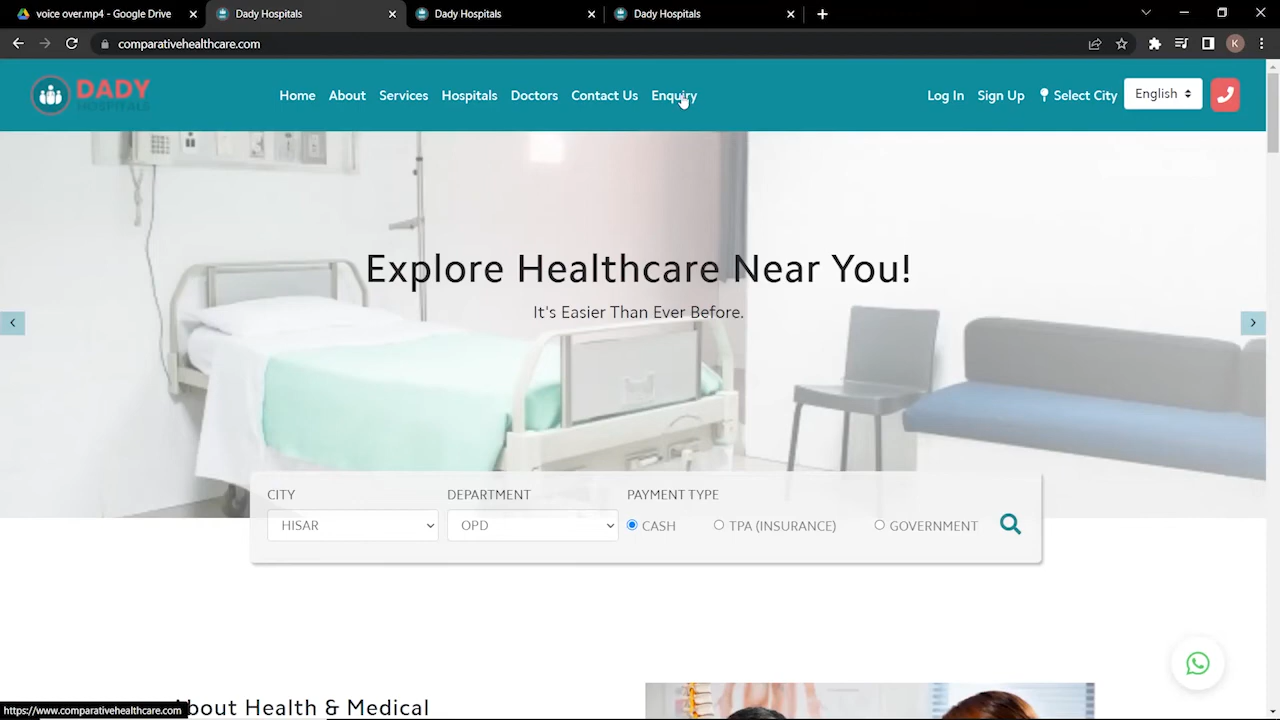 voice over.mp4 - Google Drive
Dady Hospitals
Dady Hospitals
Dady Hospitals
comparativehealthcare.com
K
DADY
HOSPITALS
Home About Services Hospitals Doctors Contact Us Enquiry
Log In Sign Up Select City English
Explore Healthcare Near You!
It's Easier Than Ever Before.
CITY DEPARTMENT PAYMENT TYPE
HISAR OPD CASH TPA (INSURANCE) GOVERNMENT
About Health & Medical
https://www.comparativehealthcare.com